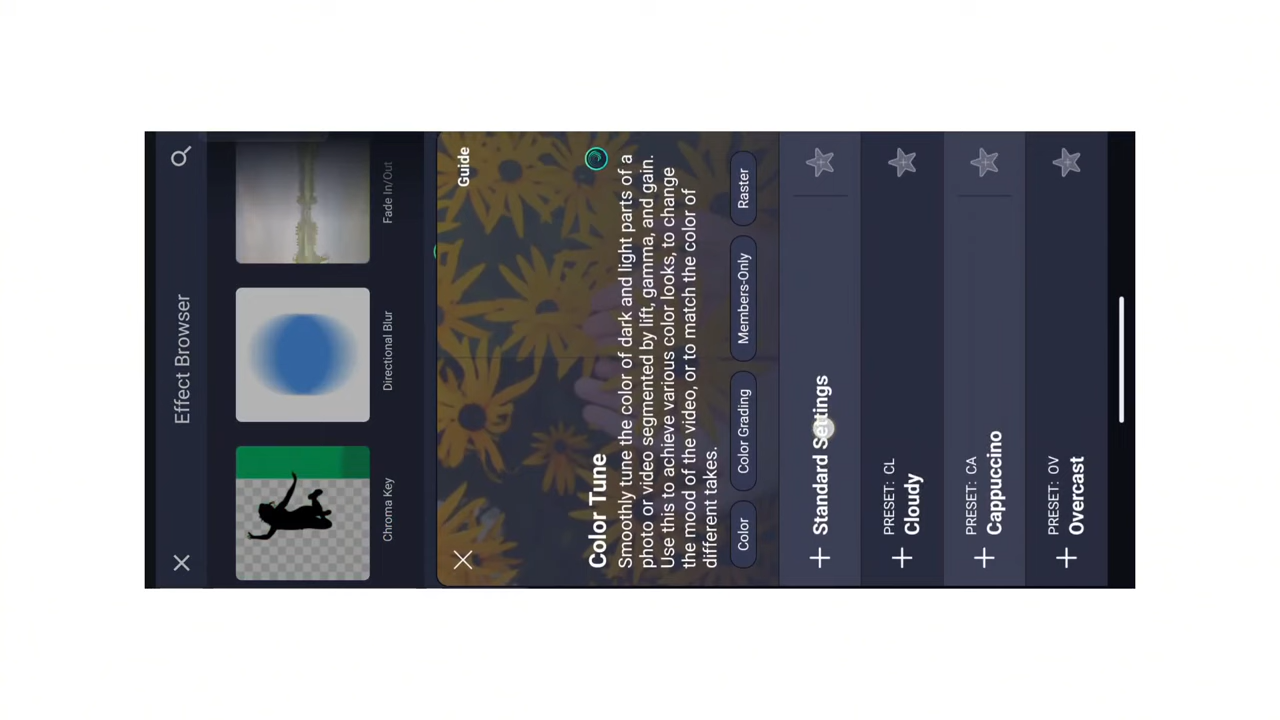 Effect Browser
Chroma Key
Directional Blur
Fade In/Out
Guide
Color Tune
Smoothly tune the color of dark and light parts of a
photo or video segmented by lift, gamma, and gain.
Use this to achieve various color looks, to change
the mood of the video, or to match the color of
different takes.
Color
Color Grading
Members-Only
Raster
Standard Settings
PRESET: CL
Cloudy
PRESET: CA
Cappuccino
PRESET: OV
Overcast